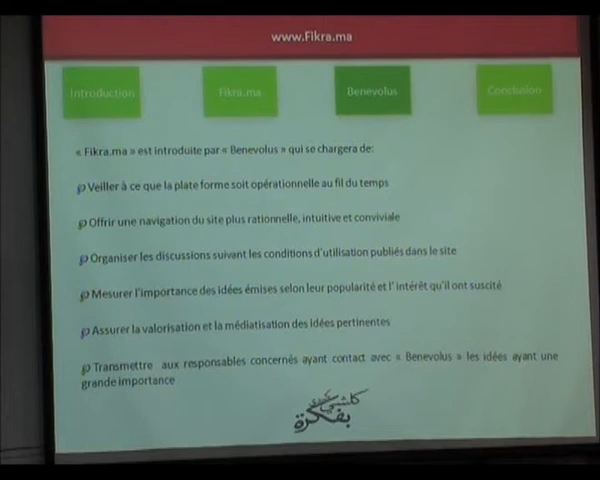 www.Fikra.ma
Introduction Fikra.ma Benevolus Conclusion
« Fikra.ma » est introduite par « Benevolus » qui se chargera de:
Veiller à ce que la plate forme soit opérationnelle au fil du temps
Offrir une navigation du site plus rationnelle, intuitive et conviviale
Organiser les discussions suivant les conditions d'utilisation publiés dans le site
Mesurer l'importance des idées émises selon leur popularité et l' intérêt qu'il ont suscité
Assurer la valorisation et la médiatisation des idées pertinentes
Transmettre aux responsables concernés ayant contact avec « Benevolus » les idées ayant une
grande importance
كلشي
بفكرة